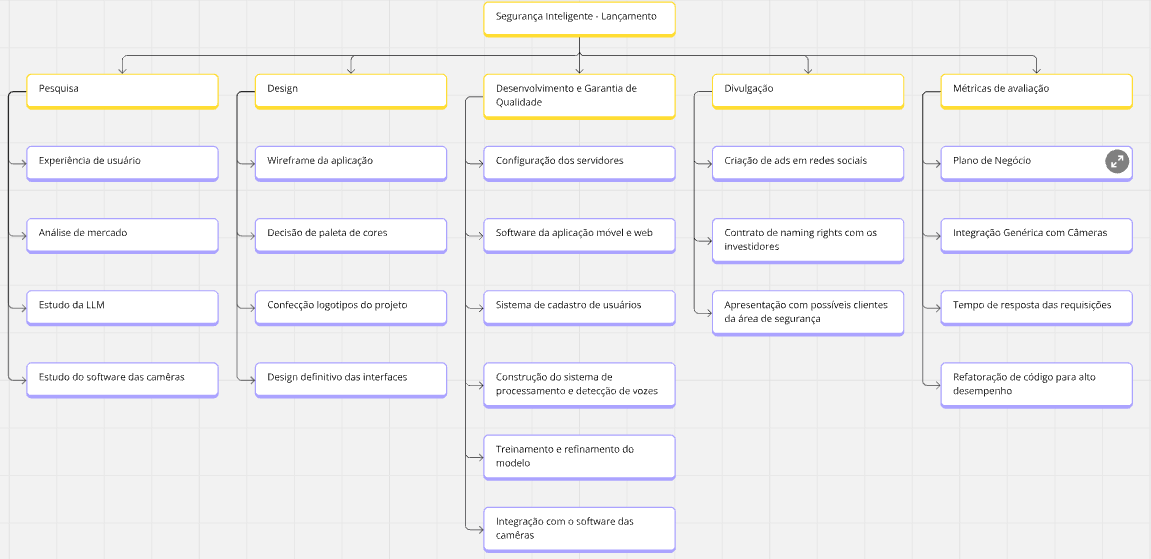 Segurança Inteligente - Lançamento
Pesquisa
Experiência de usuário
Análise de mercado
Estudo da LLM
Estudo do software das camêras
Design
Wireframe da aplicação
Decisão de paleta de cores
Confecção logotipos do projeto
Design definitivo das interfaces
Desenvolvimento e Garantia de
Qualidade
Configuração dos servidores
Software da aplicação móvel e web
Sistema de cadastro de usuários
Construção do sistema de
processamento e detecção de vozes
Treinamento e refinamento do
modelo
Integração com o software das
camêras
Divulgação
Criação de ads em redes sociais
Contrato de naming rights com os
investidores
Apresentação com possíveis clientes
da área de segurança
Métricas de avaliação
Plano de Negócio
Integração Genérica com Câmeras
Tempo de resposta das requisições
Refatoração de código para alto
desempenho